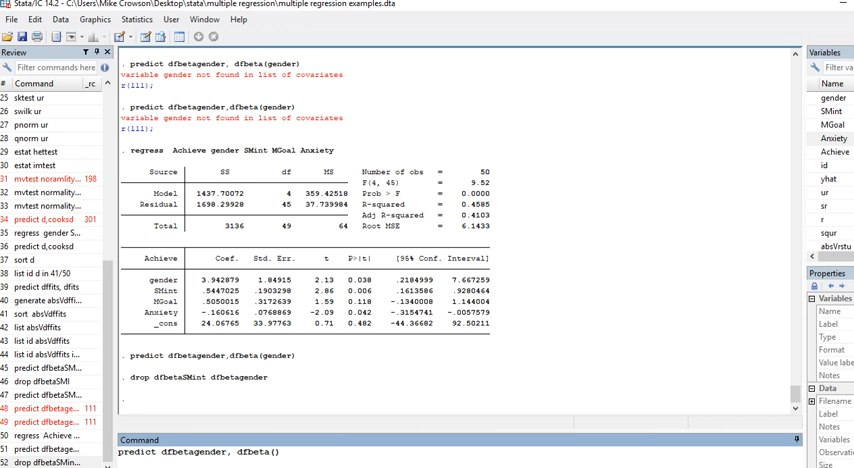 Stata/IC 14.2 - C:\Users\Mike Crowson\Desktop\stata\multiple regression\multiple regression examples.dta
File Edit Data Graphics Statistics User Window Help
Review
Filter commands here
# Command _rc
25 sktest ur
26 swilk ur
27 pnorm ur
28 qnorm ur
29 estat hettest
30 estat imtest
31 mvtest noramlity... 198
32 mvtest normality...
33 mvtest normality...
34 predict d,cooksd 301
35 regress gender S...
36 predict d,cooksd
37 sort d
38 list id d in 41/50
39 predict dffits, dfits
40 generate absVdffi...
41 sort absVdffits
42 list absVdffits
43 list id absVdffits
44 list id absVdffits i...
45 predict dfbetaSM...
46 drop dfbetaSMI
47 predict dfbetaSM...
48 predict dfbetage... 111
49 predict dfbetage... 111
50 regress Achieve ...
51 predict dfbetage...
52 drop dfbetaSMin...
. predict dfbetagender, dfbeta(gender)
variable gender not found in list of covariates
r(111);
. predict dfbetagender,dfbeta(gender)
variable gender not found in list of covariates
r(111);
. regress Achieve gender SMint MGoal Anxiety
Source SS df MS Number of obs = 50
F(4, 45) = 9.52
Model 1437.70072 4 359.42518 Prob > F = 0.0000
Residual 1698.29928 45 37.739984 R-squared = 0.4585
Adj R-squared = 0.4103
Total 3136 49 64 Root MSE = 6.1433
Achieve Coef. Std. Err. t P>|t| [95% Conf. Interval]
gender 3.942879 1.84915 2.13 0.038 .2184999 7.667259
SMint .5447025 .1903298 2.86 0.006 .1613586 .9280464
MGoal .5050015 .3172639 1.59 0.118 -.1340008 1.144004
Anxiety -.160616 .0768869 -2.09 0.042 -.3154741 -.0057579
_cons 24.06765 33.97763 0.71 0.482 -44.36682 92.50211
. predict dfbetagender,dfbeta(gender)
. drop dfbetaSMint dfbetagender
.
Command
predict dfbetagender, dfbeta()
Variables
Filter va
Name
gender
SMint
MGoal
Anxiety
Achieve
id
yhat
ur
sr
r
squr
absVrstu
Properties
Variables
Name
Label
Type
Format
Value labe
Notes
Data
Filename
Label
Notes
Variables
Observatio
Size